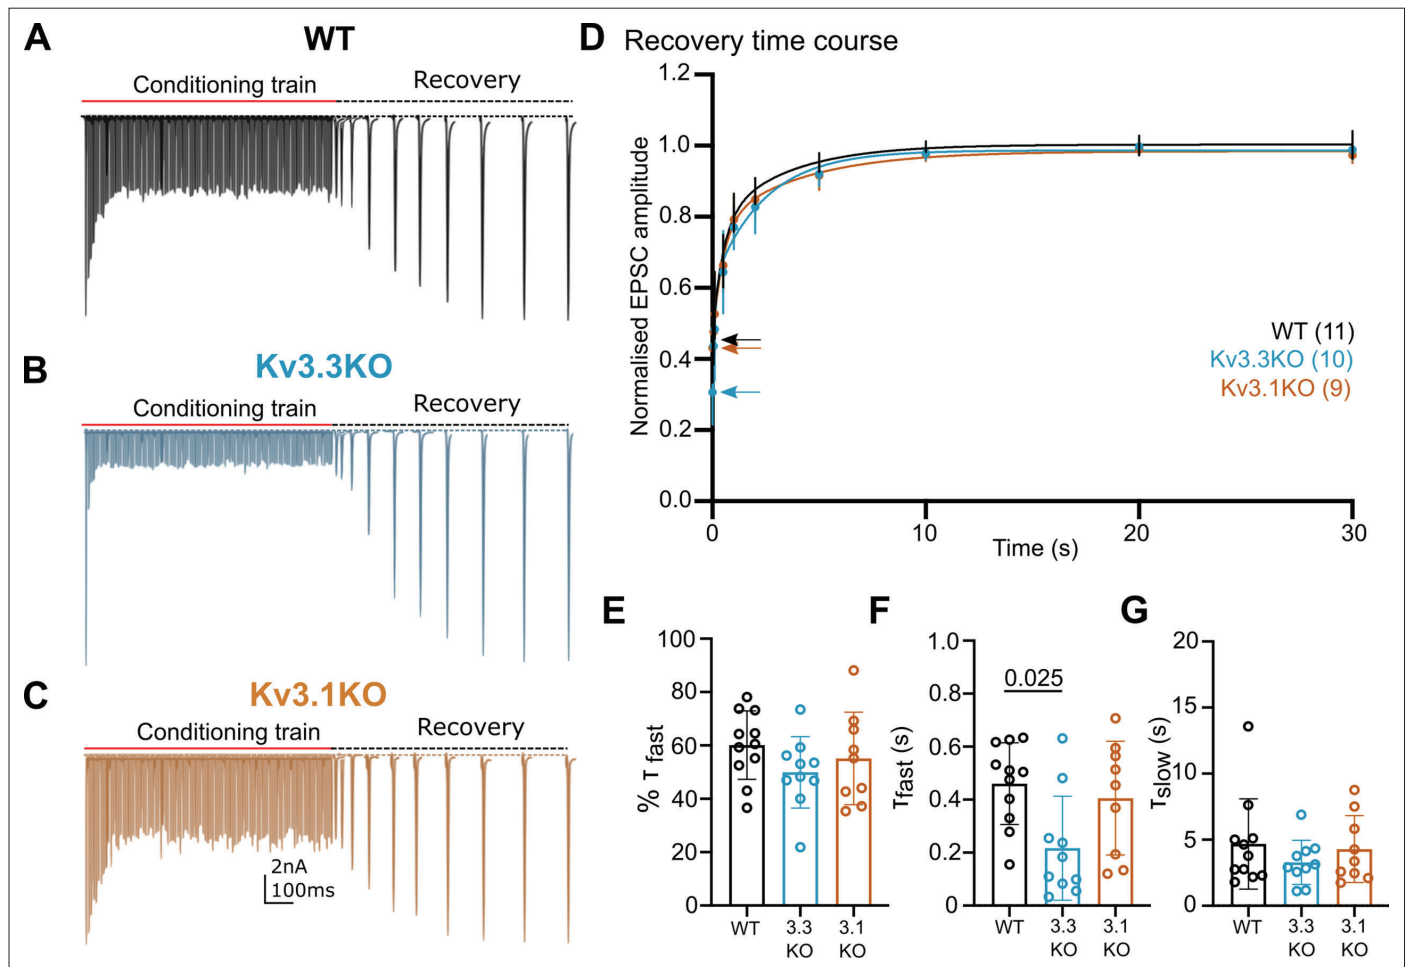 A
WT
Conditioning train
Recovery
B
Kv3.3KO
Conditioning train
Recovery
C
Kv3.1KO
Conditioning train
Recovery
2nA
100ms
D Recovery time course
Normalised EPSC amplitude
1.2
1.0
0.8
0.6
0.4
0.2
0.0
0
10
20
30
Time (s)
WT (11)
Kv3.3KO (10)
Kv3.1KO (9)
E
% τfast
100
80
60
40
20
0
WT
3.3
KO
3.1
KO
F
τfast (s)
1.0
0.8
0.6
0.4
0.2
0
0.025
WT
3.3
KO
3.1
KO
G
τslow (s)
20
15
10
5
0
WT
3.3
KO
3.1
KO